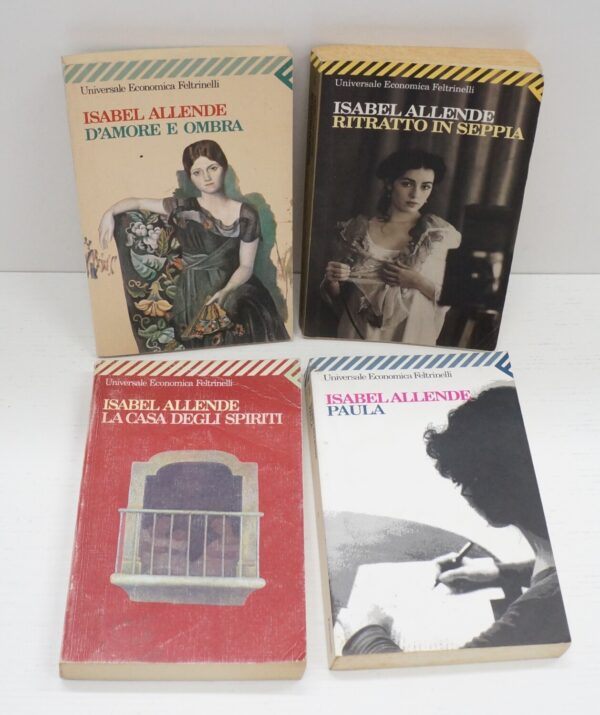 Universale Economica Feltrinelli
ISABEL ALLENDE
D'AMORE E OMBRA
Universale Economica Feltrinelli
ISABEL ALLENDE
RITRATTO IN SEPPIA
Universale Economica Feltrinelli
ISABEL ALLENDE
LA CASA DEGLI SPIRITI
Universale Economica Feltrinelli
ISABEL ALLENDE
PAULA